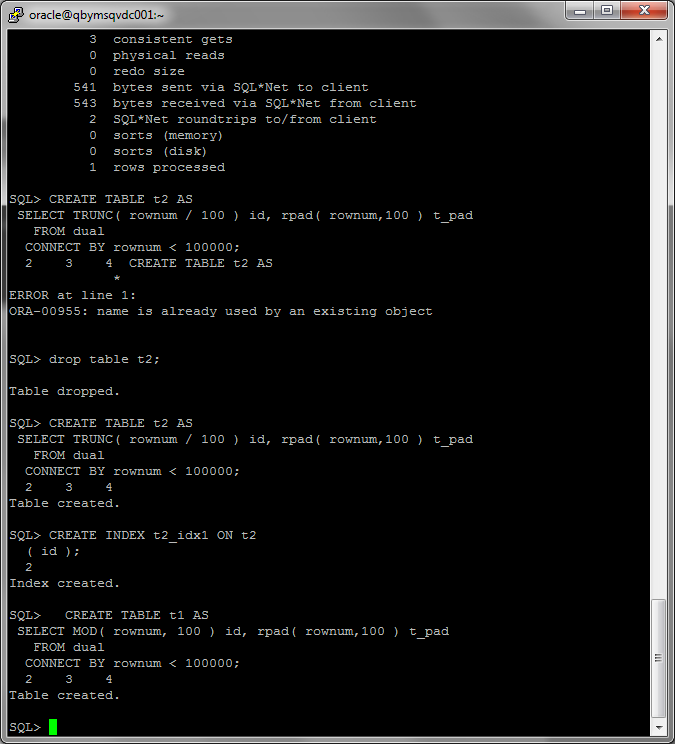 oracle@qbymsqvdc001:~
3 consistent gets
0 physical reads
0 redo size
541 bytes sent via SQL*Net to client
543 bytes received via SQL*Net from client
2 SQL*Net roundtrips to/from client
0 sorts (memory)
0 sorts (disk)
1 rows processed
SQL> CREATE TABLE t2 AS
SELECT TRUNC( rownum / 100 ) id, rpad( rownum,100 ) t_pad
FROM dual
CONNECT BY rownum < 100000;
2 3 4 CREATE TABLE t2 AS
*
ERROR at line 1:
ORA-00955: name is already used by an existing object
SQL> drop table t2;
Table dropped.
SQL> CREATE TABLE t2 AS
SELECT TRUNC( rownum / 100 ) id, rpad( rownum,100 ) t_pad
FROM dual
CONNECT BY rownum < 100000;
2 3 4
Table created.
SQL> CREATE INDEX t2_idx1 ON t2
( id );
2
Index created.
SQL> CREATE TABLE t1 AS
SELECT MOD( rownum, 100 ) id, rpad( rownum,100 ) t_pad
FROM dual
CONNECT BY rownum < 100000;
2 3 4
Table created.
SQL>